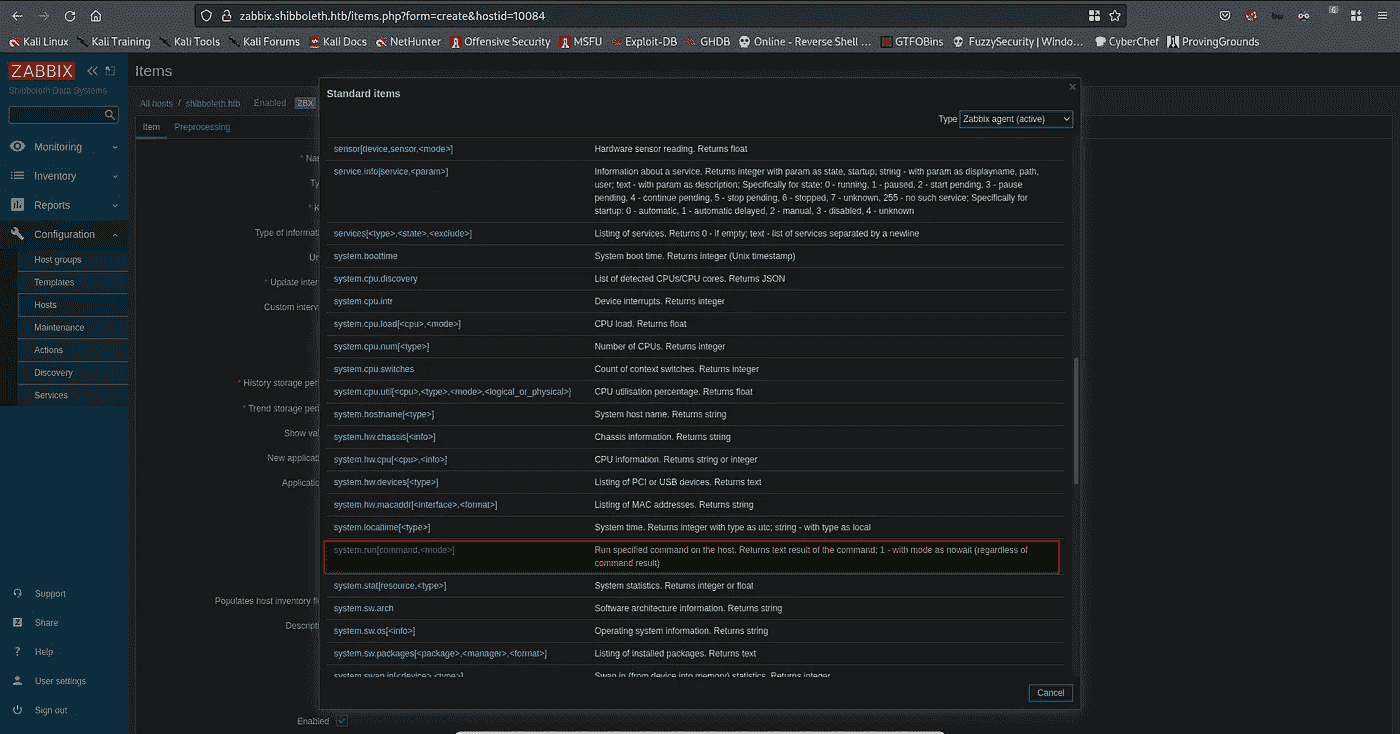 zabbix.shibboleth.htb/items.php?form=create&hostid=10084
6
Kali Linux Kali Training Kali Tools Kali Forums Kali Docs NetHunter Offensive Security MSFU Exploit-DB GHDB Online - Reverse Shell ... GTFOBins FuzzySecurity | Windo... CyberChef ProvingGrounds
ZABBIX
Shibboleth Data Systems
Monitoring
Inventory
Reports
Configuration
Host groups
Templates
Hosts
Maintenance
Actions
Discovery
Services
Support
Share
Help
User settings
Sign out
Items
All hosts / shibboleth.htb Enabled ZBX
Item Preprocessing
Type of informati
* Update inter
Custom interv
* History storage per
* Trend storage per
Show val
New applicat
Applicatio
Populates host inventory fi
Descripti
Enabled
Standard items
Type Zabbix agent (active)
sensor[device,sensor,<mode>] Hardware sensor reading. Returns float
service.info[service,<param>] Information about a service. Returns integer with param as state, startup; string - with param as displayname, path,
user; text - with param as description; Specifically for state: 0 - running, 1 - paused, 2 - start pending, 3 - pause
pending, 4 - continue pending, 5 - stop pending, 6 - stopped, 7 - unknown, 255 - no such service; Specifically for
startup: 0 - automatic, 1 - automatic delayed, 2 - manual, 3 - disabled, 4 - unknown
services[<type>,<state>,<exclude>] Listing of services. Returns 0 - if empty; text - list of services separated by a newline
system.boottime System boot time. Returns integer (Unix timestamp)
system.cpu.discovery List of detected CPUs/CPU cores. Returns JSON
system.cpu.intr Device interrupts. Returns integer
system.cpu.load[<cpu>,<mode>] CPU load. Returns float
system.cpu.num[<type>] Number of CPUs. Returns integer
system.cpu.switches Count of context switches. Returns integer
system.cpu.util[<cpu>,<type>,<mode>,<logical_or_physical>] CPU utilisation percentage. Returns float
system.hostname[<type>] System host name. Returns string
system.hw.chassis[<info>] Chassis information. Returns string
system.hw.cpu[<cpu>,<info>] CPU information. Returns string or integer
system.hw.devices[<type>] Listing of PCI or USB devices. Returns text
system.hw.macaddr[<interface>,<format>] Listing of MAC addresses. Returns string
system.localtime[<type>] System time. Returns integer with type as utc; string - with type as local
system.run[command,<mode>] Run specified command on the host. Returns text result of the command; 1 - with mode as nowait (regardless of
command result)
system.stat[resource,<type>] System statistics. Returns integer or float
system.sw.arch Software architecture information. Returns string
system.sw.os[<info>] Operating system information. Returns string
system.sw.packages[<package>,<manager>,<format>] Listing of installed packages. Returns text
system.swap.in[<device>,<type>] Swap in (from device into memory) statistics. Returns integer
Cancel